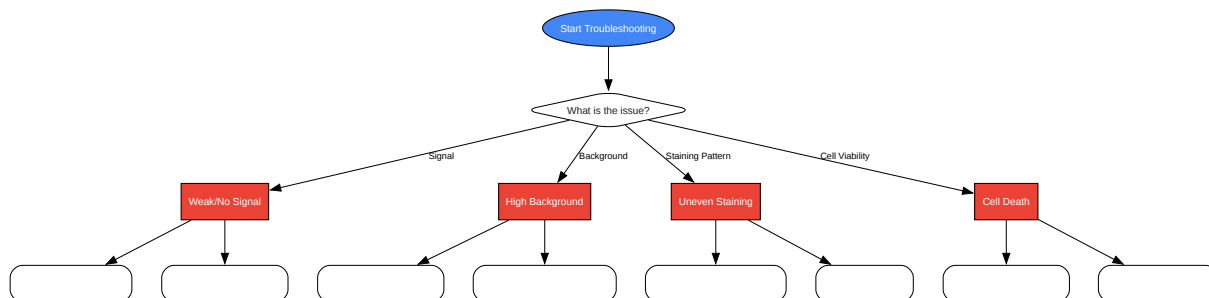 Start Troubleshooting
What is the issue?
Signal
Background
Staining Pattern
Cell Viability
Weak/No Signal
High Background
Uneven Staining
Cell Death